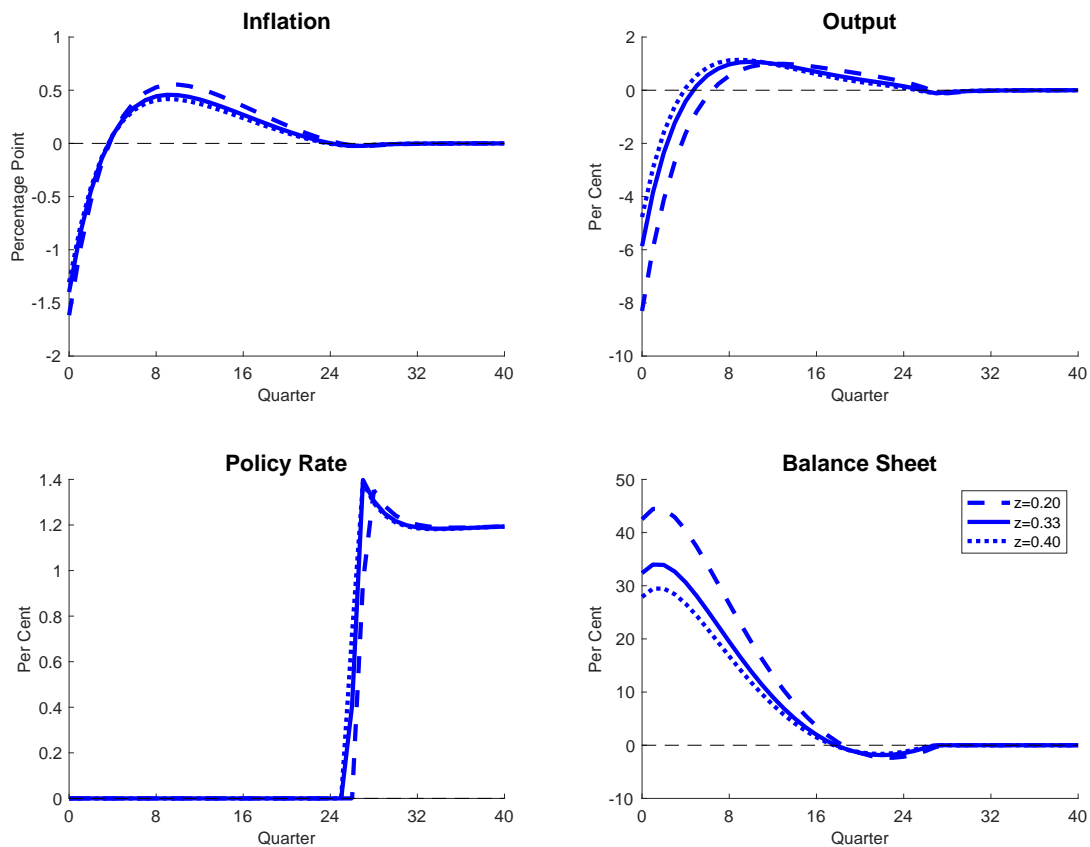 Inflation
Percentage Point
1
0.5
0
-0.5
-1
-1.5
-2
0 8 16 24 32 40
Quarter
Output
Per Cent
2
0
-2
-4
-6
-8
-10
0 8 16 24 32 40
Quarter
Policy Rate
Per Cent
1.4
1.2
1
0.8
0.6
0.4
0.2
0
0 8 16 24 32 40
Quarter
Balance Sheet
Per Cent
50
40
30
20
10
0
-10
0 8 16 24 32 40
Quarter
z=0.20
z=0.33
z=0.40